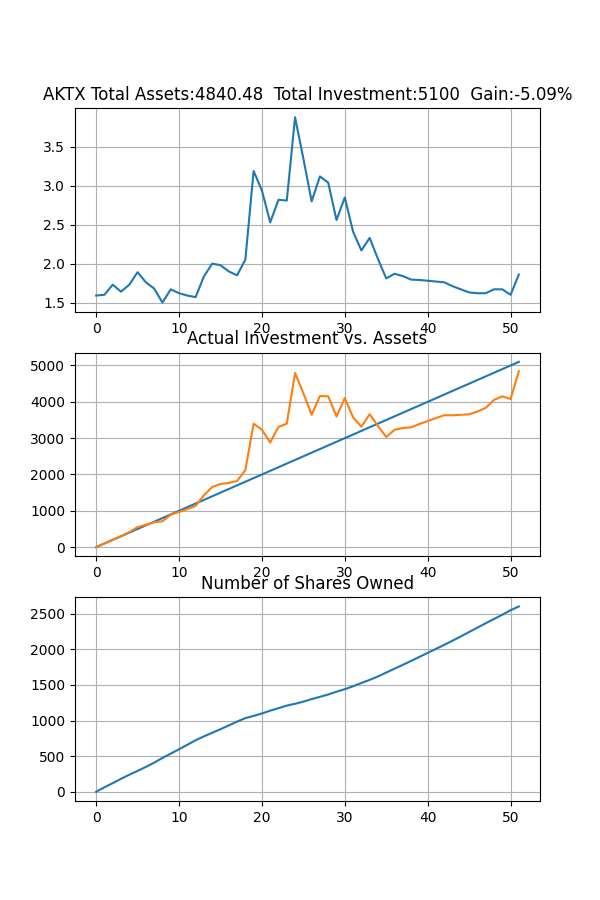 AKTX Total Assets:4840.48  Total Investment:5100  Gain:-5.09%
3.5
3.0
2.5
2.0
1.5
0 10 20 30 40 50
Actual Investment vs. Assets
5000
4000
3000
2000
1000
0
0 10 20 30 40 50
Number of Shares Owned
2500
2000
1500
1000
500
0
0 10 20 30 40 50